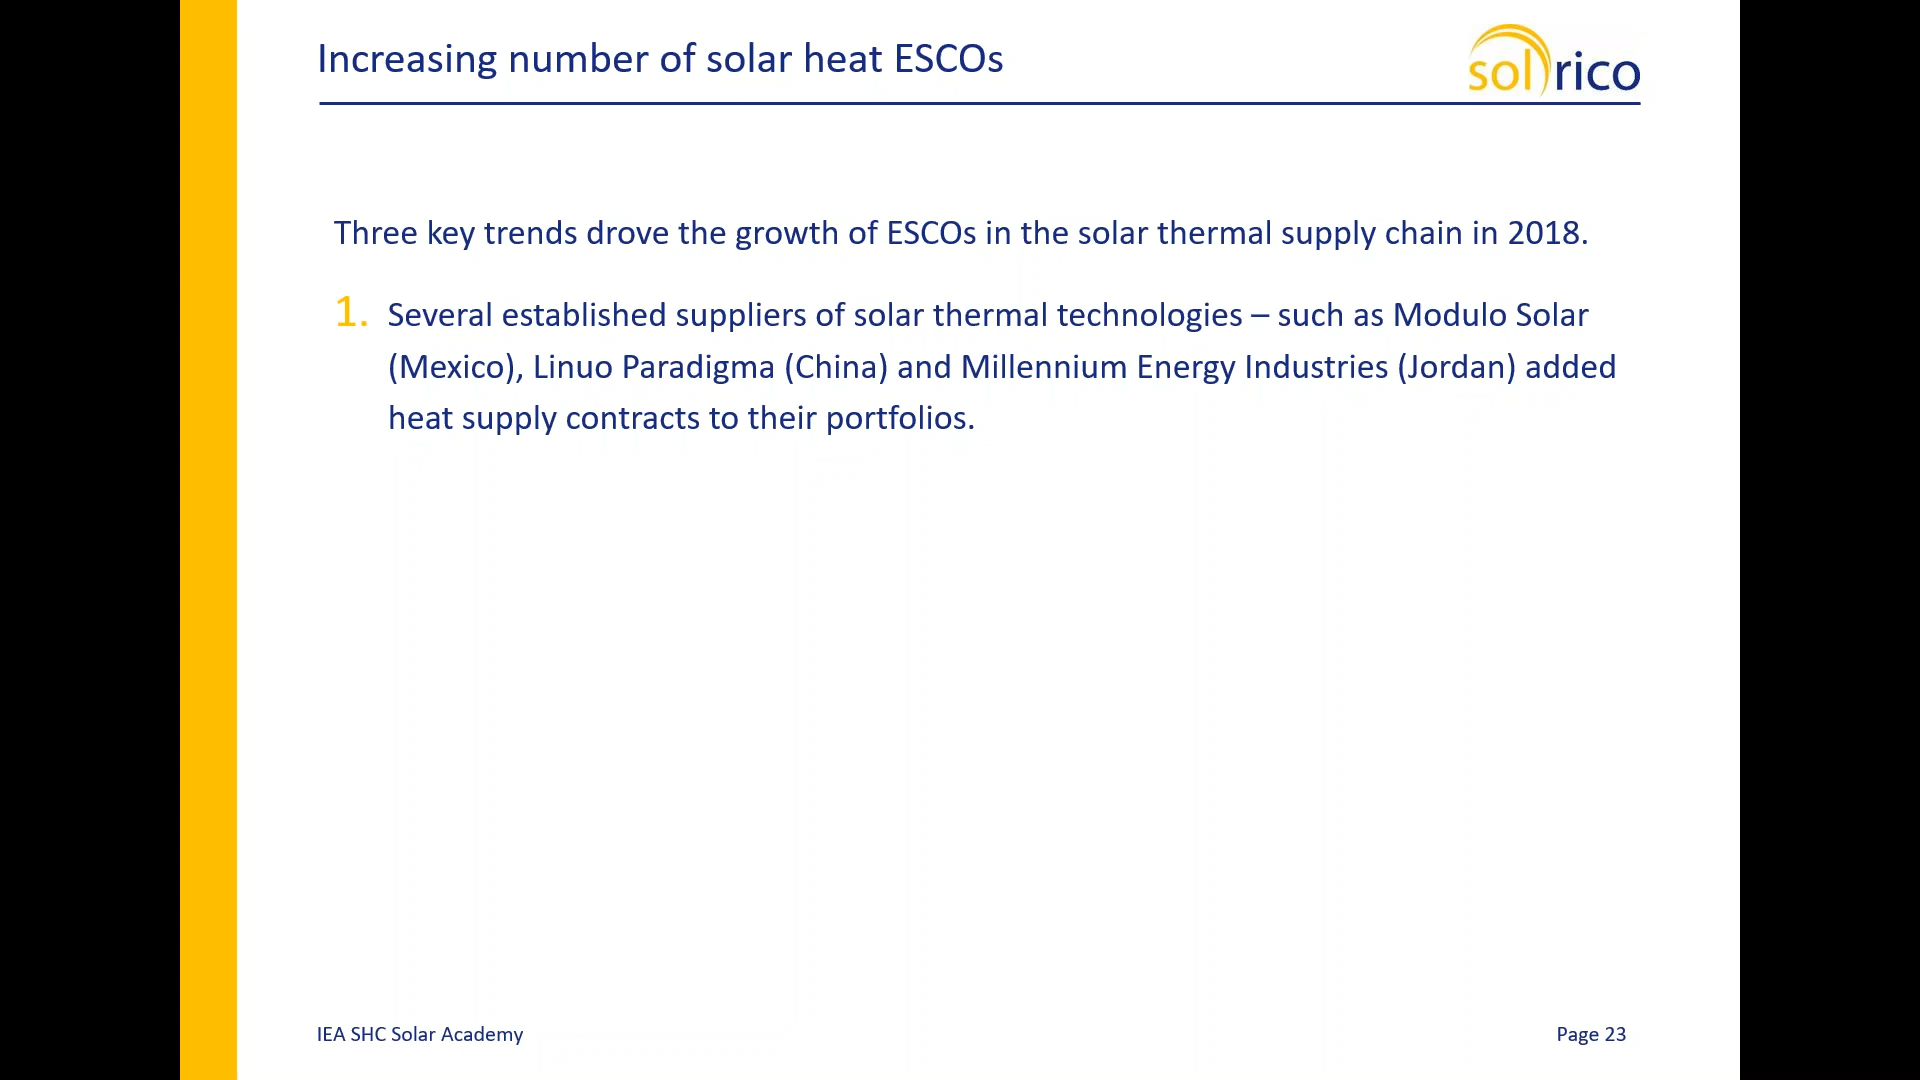 Increasing number of solar heat ESCOs
solrico
Three key trends drove the growth of ESCOs in the solar thermal supply chain in 2018.
1. Several established suppliers of solar thermal technologies – such as Modulo Solar
(Mexico), Linuo Paradigma (China) and Millennium Energy Industries (Jordan) added
heat supply contracts to their portfolios.
IEA SHC Solar Academy
Page 23